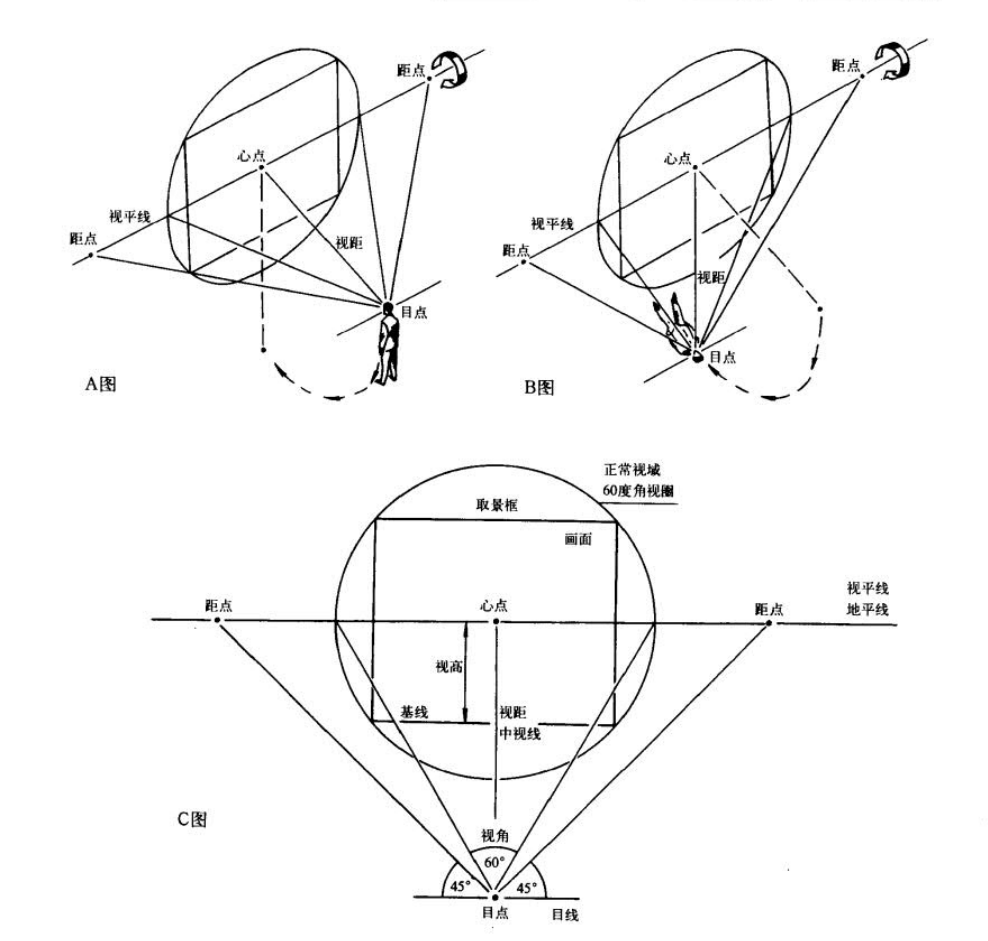 距点
心点
视平线
距点
视距
目点
A图
距点
心点
视平线
距点
视距
目点
B图
正常视域
60度角视圈
取景框
画面
视平线
地平线
距点
心点
距点
视高
基线
视距
中视线
C图
视角
60°
45°
45°
目点
目线